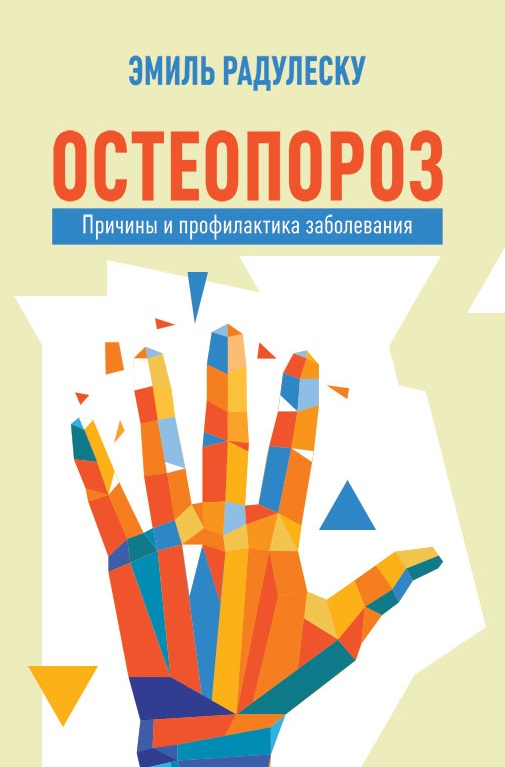 ЭМИЛЬ РАДУЛЕСКУ
ОСТЕОПОРОЗ
Причины и профилактика заболевания